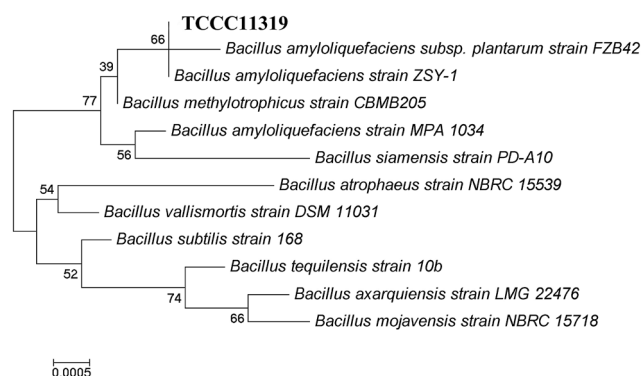 TCCC11319
66
Bacillus amyloliquefaciens subsp. plantarum strain FZB42
39
Bacillus amyloliquefaciens strain ZSY-1
77
Bacillus methylotrophicus strain CBMB205
Bacillus amyloliquefaciens strain MPA 1034
56
Bacillus siamensis strain PD-A10
54
Bacillus atrophaeus strain NBRC 15539
Bacillus vallismortis strain DSM 11031
Bacillus subtilis strain 168
52
Bacillus tequilensis strain 10b
74
Bacillus axarquiensis strain LMG 22476
66
Bacillus mojavensis strain NBRC 15718
0.0005